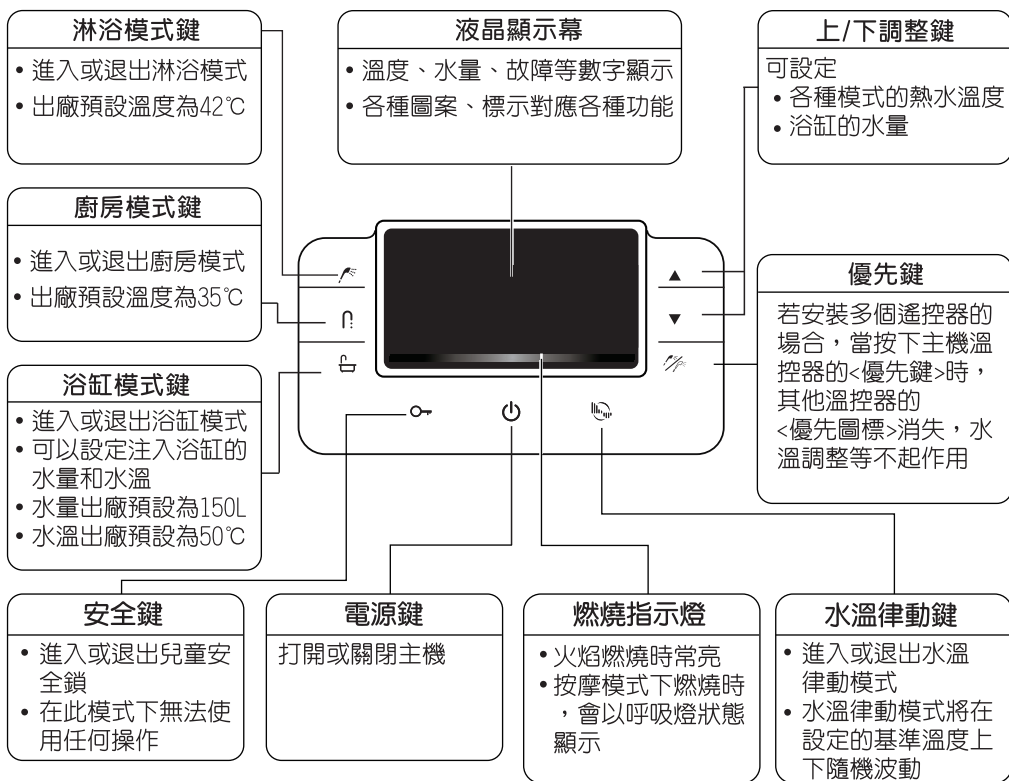 淋浴模式鍵
• 進入或退出淋浴模式
• 出廠預設溫度為42℃
液晶顯示幕
• 溫度、水量、故障等數字顯示
• 各種圖案、標示對應各種功能
上/下調整鍵
可設定
• 各種模式的熱水溫度
• 浴缸的水量
廚房模式鍵
• 進入或退出廚房模式
• 出廠預設溫度為35℃
優先鍵
若安裝多個遙控器的
場合，當按下主機溫
控器的<優先鍵>時，
其他溫控器的
<優先圖標>消失，水
溫調整等不起作用
浴缸模式鍵
• 進入或退出浴缸模式
• 可以設定注入浴缸的
水量和水溫
• 水量出廠預設為150L
• 水溫出廠預設為50℃
安全鍵
• 進入或退出兒童安
全鎖
• 在此模式下無法使
用任何操作
電源鍵
打開或關閉主機
燃燒指示燈
• 火焰燃燒時常亮
• 按摩模式下燃燒時
，會以呼吸燈狀態
顯示
水溫律動鍵
• 進入或退出水溫
律動模式
• 水溫律動模式將在
設定的基準溫度上
下隨機波動